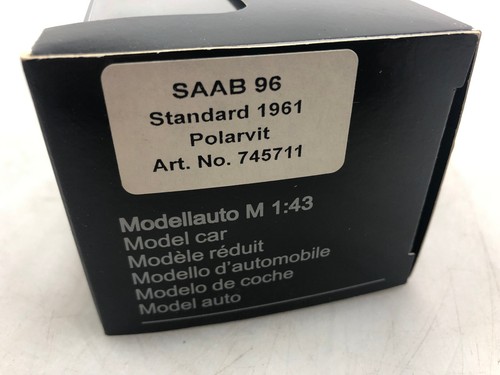 SAAB 96
Standard 1961
Polarvit
Art. No. 745711
Modellauto M 1:43
Model car
Modèle réduit
Modello d'automobile
Modelo de coche
Model auto